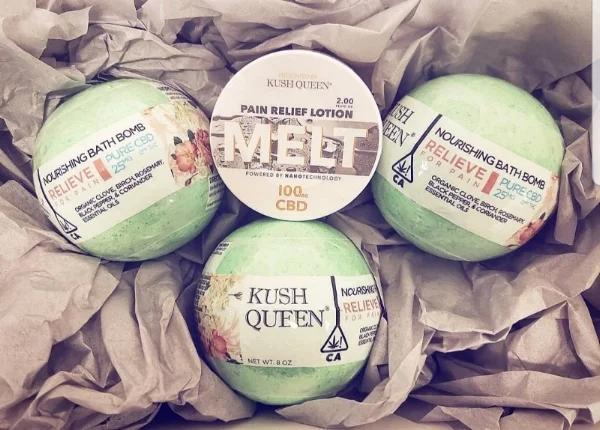 NOURISHING BATH BOMB
RELIEVE
FOR PAIN
PURE CBD
25MG
ORGANIC CLOVE, BIRCH, ROSEMARY,
BLACK PEPPER, & CORIANDER
ESSENTIAL OILS
CA
KUSH QUEEN®
PAIN RELIEF LOTION
2.00
MELT
POWERED BY NANOTECHNOLOGY
100MG
CBD
KUSH
QUEEN®
CA
NOURISHING BATH BOMB
RELIEVE
FOR PAIN
PURE CBD
25MG
ORGANIC CLOVE, BIRCH, ROSEMARY,
BLACK PEPPER, & CORIANDER
ESSENTIAL OILS
KUSH
QUEEN®
NET WT. 8 OZ
CA
NOURISHING
RELIEVE
FOR PAIN